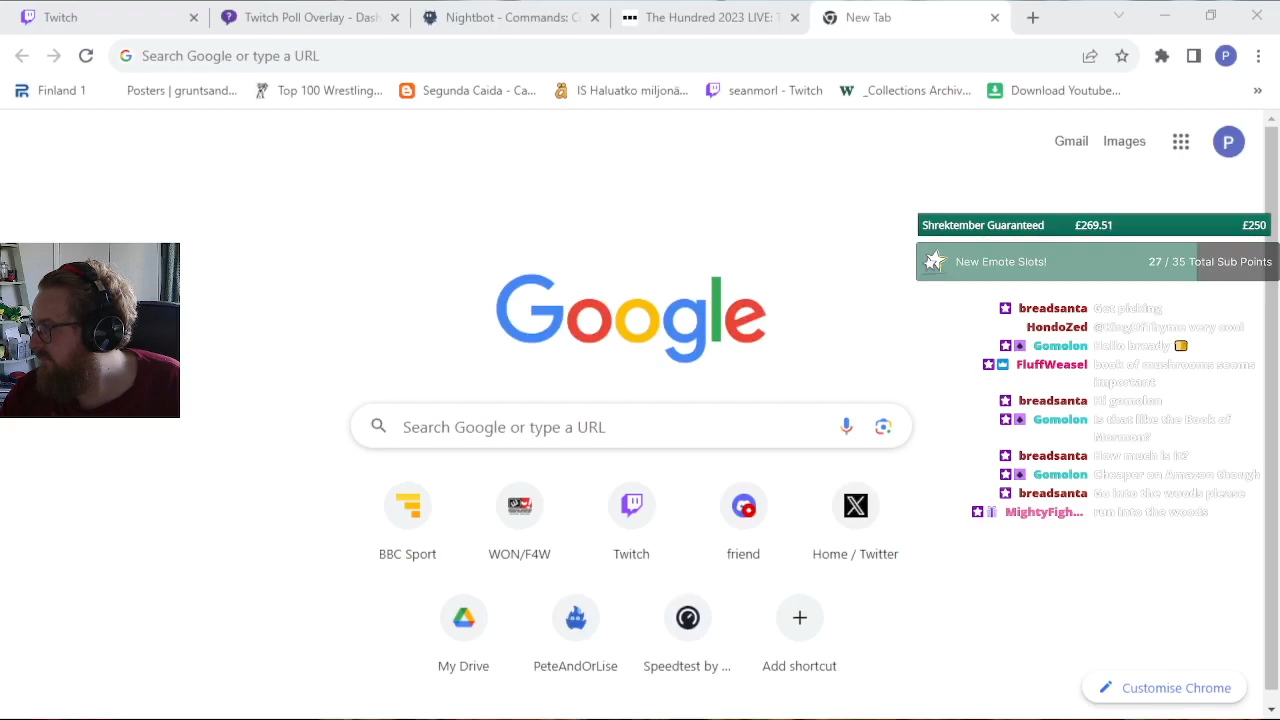 Twitch
Twitch Poll Overlay - Dash
Nightbot - Commands: Cu
The Hundred 2023 LIVE: T
New Tab
Search Google or type a URL
P
Finland 1
Posters | gruntsand...
Top 100 Wrestling...
Segunda Caida - Ca...
IS Haluatko miljonä...
seanmorl - Twitch
W
_Collections Archiv...
Download Youtube...
»
Gmail
Images
P
Shrektember Guaranteed £269.51 £250
New Emote Slots! 27 / 35 Total Sub Points
Google
breadsanta Get picking
HondoZed @KingOfThyme very cool
Gomolon Hello bready
FluffWeasel book of mushrooms seems
important
breadsanta Hi gomolon
Gomolon Is that like the Book of
Mormon?
breadsanta How much is it?
Gomolon Cheaper on Amazon though
breadsanta Go into the woods please
MightyFigh... run into the woods
Search Google or type a URL
BBC Sport
WON/F4W
Twitch
friend
Home / Twitter
My Drive
PeteAndOrLise
Speedtest by ...
Add shortcut
Customise Chrome